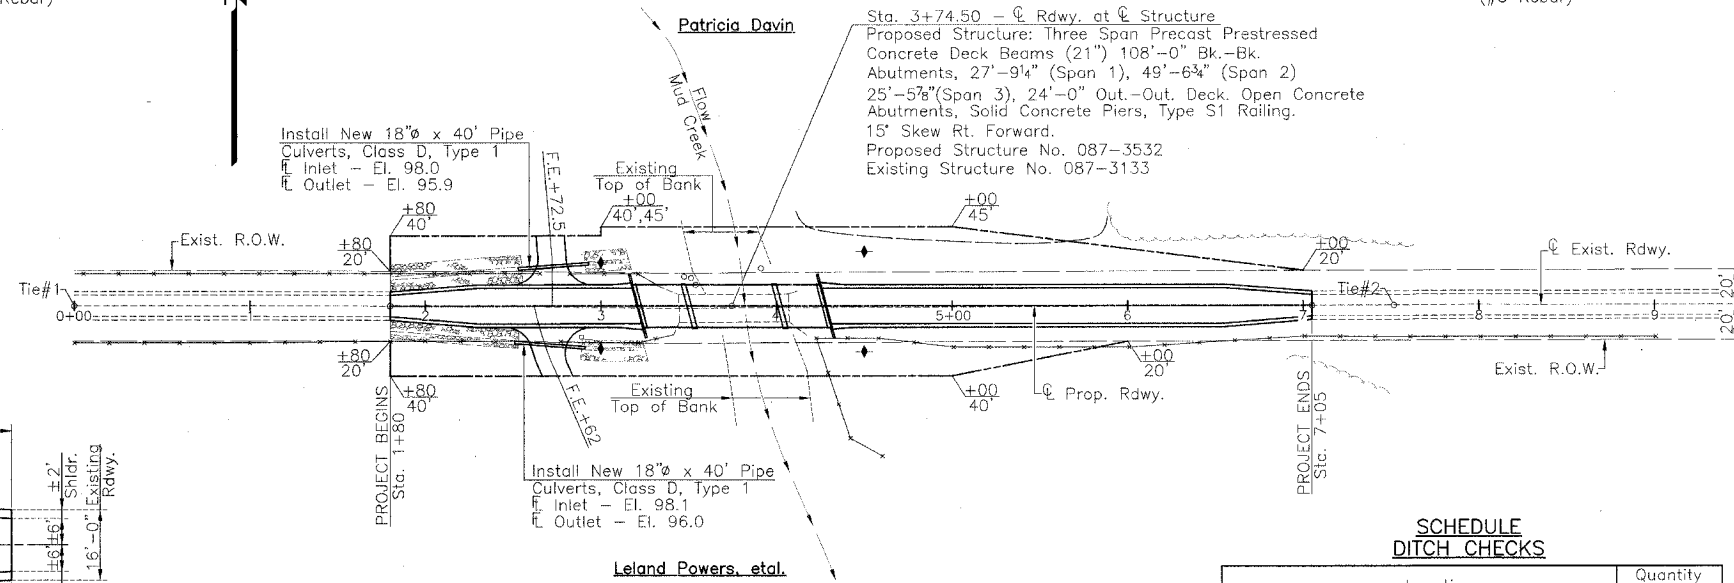 Rebar)
N
Patricia Davin
Sta. 3+74.50 – ℄ Rdwy. at ℄ Structure
Proposed Structure: Three Span Precast Prestressed
Concrete Deck Beams (21") 108'-0" Bk.-Bk.
Abutments, 27'-9¼" (Span 1), 49'-6¾" (Span 2)
25'-5⅞"(Span 3), 24'-0" Out.-Out. Deck. Open Concrete
Abutments, Solid Concrete Piers, Type S1 Railing.
15° Skew Rt. Forward.
Proposed Structure No. 087-3532
Existing Structure No. 087-3133
Flow
Mud Creek
Install New 18"ø x 40' Pipe
Culverts, Class D, Type 1
℄ Inlet – El. 98.0
℄ Outlet – El. 95.9
F.E.+72.5
Existing
Top of Bank
+00
40',45'
+80
40'
+00
45'
Exist. R.O.W.
+80
20'
+00
20'
℄ Exist. Rdwy.
Tie#1
Tie#2
0+00
2
3
4
5+00
6
7
8
9
20'
20'
+80
20'
+80
40'
PROJECT BEGINS
Sta. 1+80
F.E.+62
Existing
Top of Bank
+00
40'
℄ Prop. Rdwy.
+00
20'
PROJECT ENDS
Sta. 7+05
Exist. R.O.W.
Install New 18"ø x 40' Pipe
Culverts, Class D, Type 1
℄ Inlet – El. 98.1
℄ Outlet – El. 96.0
±2'
Shldr.
±6'
±6'
16'-0" Existing
Rdwy.
Leland Powers, etal.
SCHEDULE
DITCH CHECKS
Quantity